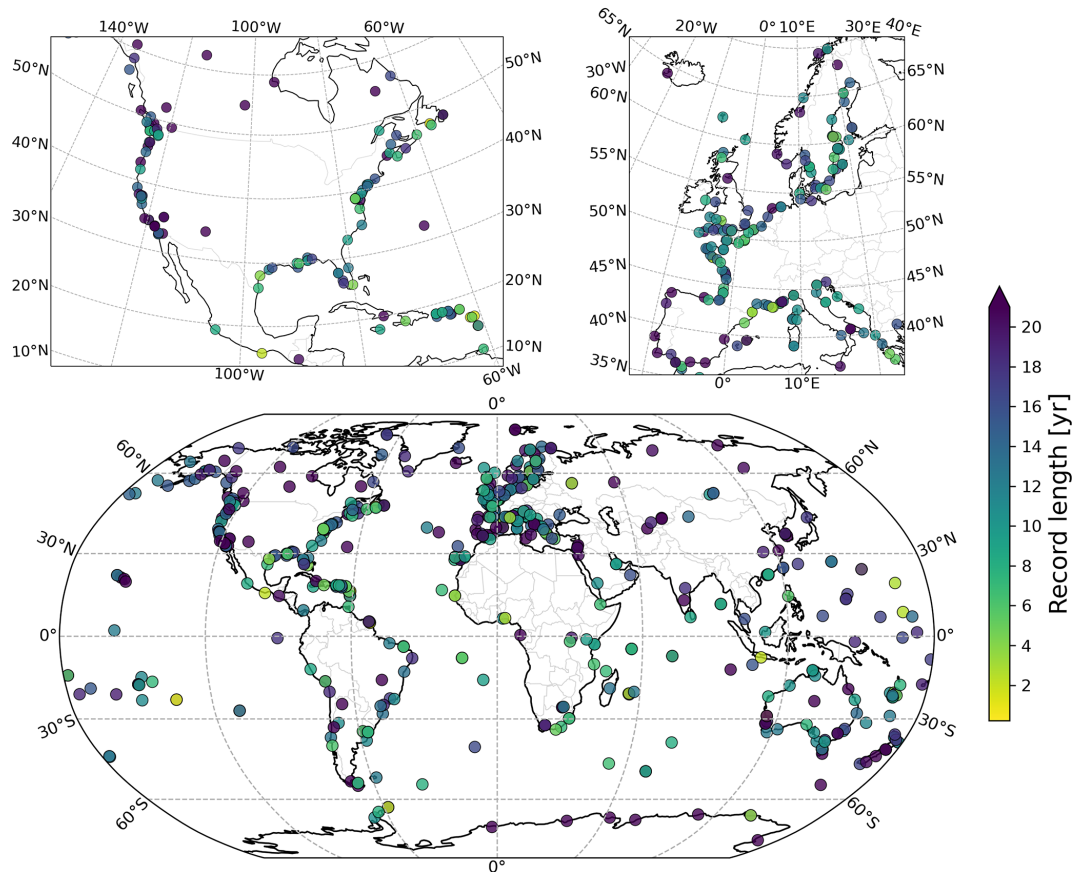 140°W 100°W 60°W
50°N 50°N
40°N 40°N
30°N 30°N
20°N 20°N
10°N 10°N
100°W 60°W
65°N 20°W 0° 10°E 30°E 40°E
30°W 65°N
60°N 60°N
55°N 55°N
50°N 50°N
45°N 45°N
40°N 40°N
35°N
0° 10°E
0°
60°N 60°N
30°N 30°N
0° 0°
30°S 30°S
60°S 60°S
0°
20
18
16
14
12
10
8
6
4
2
Record length [yr]